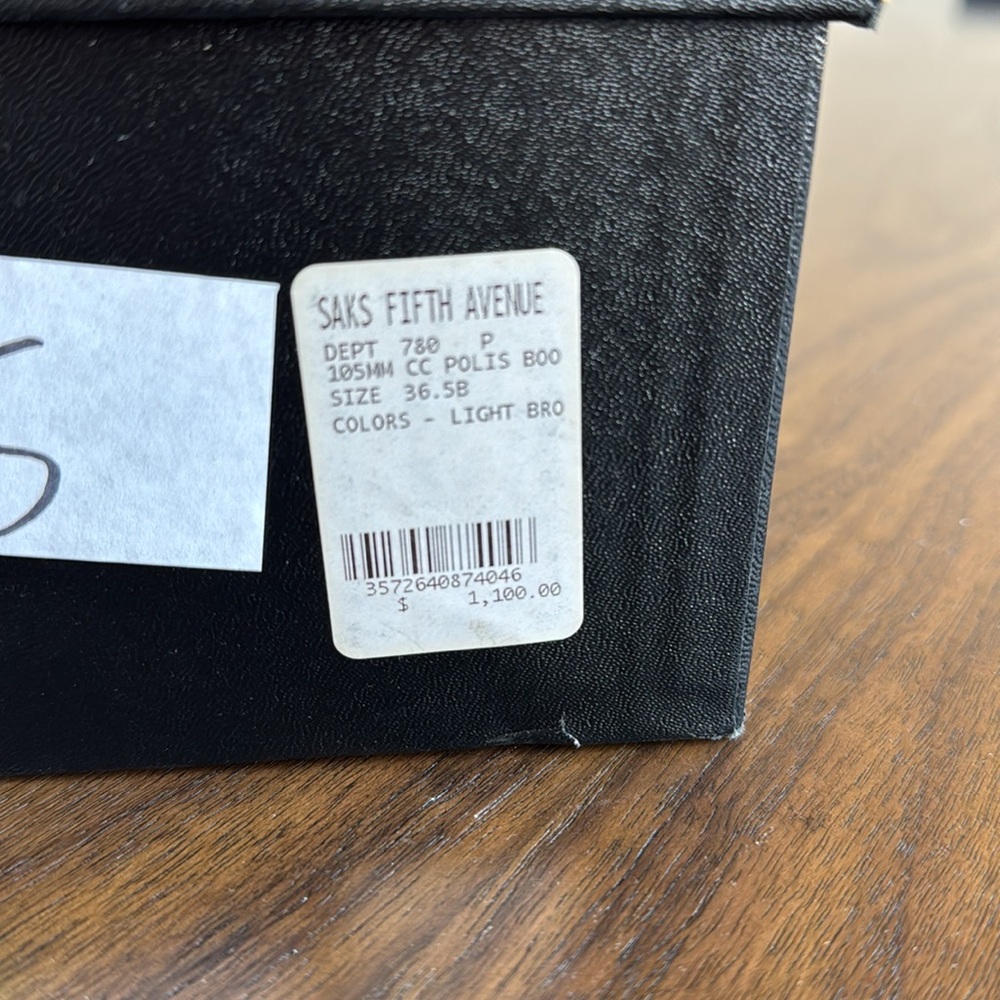 SAKS FIFTH AVENUE
DEPT 780 P
105MM CC POLIS BOO
SIZE 36.5B
COLORS - LIGHT BRO
3572640874046
$ 1,100.00